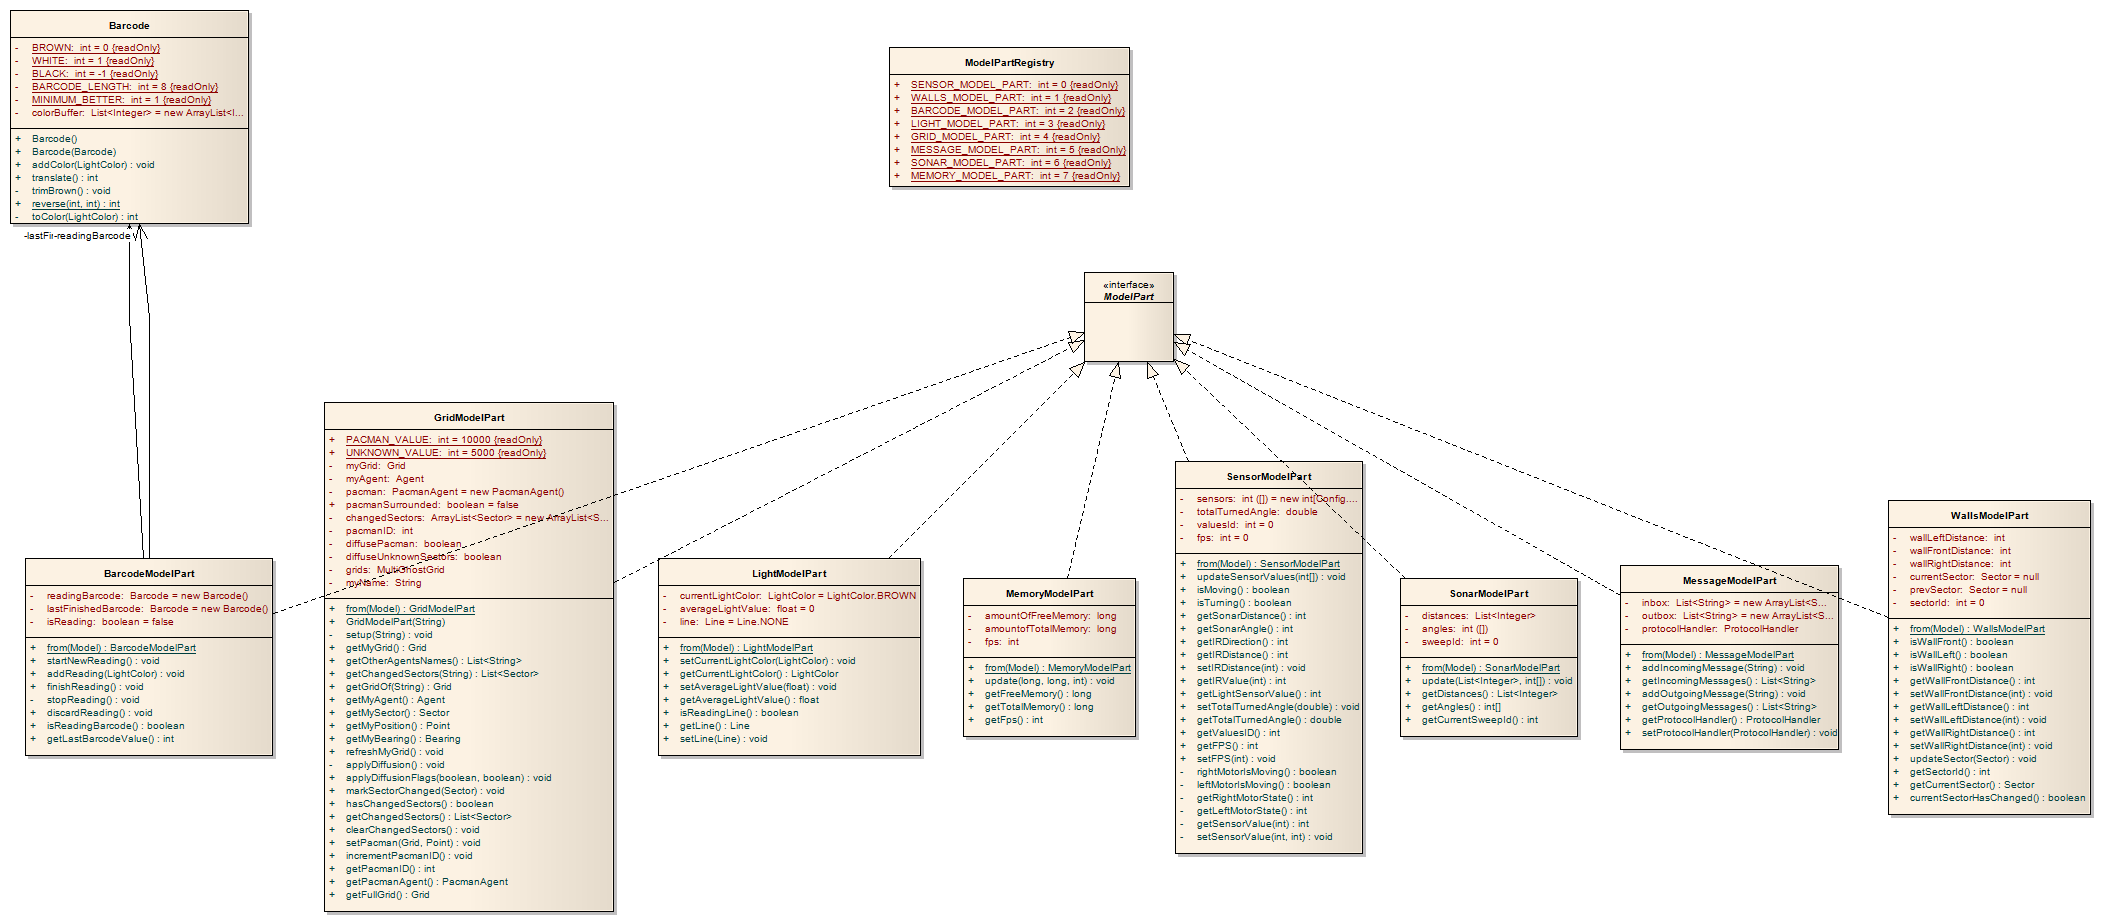 Barcode
- BROWN: int = 0 {readOnly}
- WHITE: int = 1 {readOnly}
- BLACK: int = -1 {readOnly}
- BARCODE_LENGTH: int = 8 {readOnly}
- MINIMUM_BETTER: int = 1 {readOnly}
- colorBuffer: List<Integer> = new ArrayList<I...
+ Barcode()
+ Barcode(Barcode)
+ addColor(LightColor) : void
+ translate() : int
- trimBrown() : void
+ reverse(int, int) : int
- toColor(LightColor) : int
-lastFi -readingBarcode
ModelPartRegistry
+ SENSOR_MODEL_PART: int = 0 {readOnly}
+ WALLS_MODEL_PART: int = 1 {readOnly}
+ BARCODE_MODEL_PART: int = 2 {readOnly}
+ LIGHT_MODEL_PART: int = 3 {readOnly}
+ GRID_MODEL_PART: int = 4 {readOnly}
+ MESSAGE_MODEL_PART: int = 5 {readOnly}
+ SONAR_MODEL_PART: int = 6 {readOnly}
+ MEMORY_MODEL_PART: int = 7 {readOnly}
«interface»
ModelPart
BarcodeModelPart
- readingBarcode: Barcode = new Barcode()
- lastFinishedBarcode: Barcode = new Barcode()
- isReading: boolean = false
+ from(Model) : BarcodeModelPart
+ startNewReading() : void
+ addReading(LightColor) : void
+ finishReading() : void
- stopReading() : void
+ discardReading() : void
+ isReadingBarcode() : boolean
+ getLastBarcodeValue() : int
GridModelPart
+ PACMAN_VALUE: int = 10000 {readOnly}
+ UNKNOWN_VALUE: int = 5000 {readOnly}
- myGrid: Grid
- myAgent: Agent
- pacman: PacmanAgent = new PacmanAgent()
+ pacmanSurrounded: boolean = false
- changedSectors: ArrayList<Sector> = new ArrayList<S...
- pacmanID: int
- diffusePacman: boolean
- diffuseUnknownSectors: boolean
- grids: MultiGhostGrid
- myName: String
+ from(Model) : GridModelPart
+ GridModelPart(String)
- setup(String) : void
+ getMyGrid() : Grid
+ getOtherAgentsNames() : List<String>
+ getChangedSectors(String) : List<Sector>
+ getGridOf(String) : Grid
+ getMyAgent() : Agent
+ getMySector() : Sector
+ getMyPosition() : Point
+ getMyBearing() : Bearing
+ refreshMyGrid() : void
- applyDiffusion() : void
+ applyDiffusionFlags(boolean, boolean) : void
+ markSectorChanged(Sector) : void
+ hasChangedSectors() : boolean
+ getChangedSectors() : List<Sector>
+ clearChangedSectors() : void
+ setPacman(Grid, Point) : void
+ incrementPacmanID() : void
+ getPacmanID() : int
+ getPacmanAgent() : PacmanAgent
+ getFullGrid() : Grid
LightModelPart
- currentLightColor: LightColor = LightColor.BROWN
- averageLightValue: float = 0
- line: Line = Line.NONE
+ from(Model) : LightModelPart
+ setCurrentLightColor(LightColor) : void
+ getCurrentLightColor() : LightColor
+ setAverageLightValue(float) : void
+ getAverageLightValue() : float
+ isReadingLine() : boolean
+ getLine() : Line
+ setLine(Line) : void
MemoryModelPart
- amountOfFreeMemory: long
- amountofTotalMemory: long
- fps: int
+ from(Model) : MemoryModelPart
+ update(long, long, int) : void
+ getFreeMemory() : long
+ getTotalMemory() : long
+ getFps() : int
SensorModelPart
- sensors: int ([]) = new int[Config....
- totalTurnedAngle: double
- valuesId: int = 0
- fps: int = 0
+ from(Model) : SensorModelPart
+ updateSensorValues(int[]) : void
+ isMoving() : boolean
+ isTurning() : boolean
+ getSonarDistance() : int
+ getSonarAngle() : int
+ getIRDirection() : int
+ getIRDistance() : int
+ setIRDistance(int) : void
+ getIRValue(int) : int
+ getLightSensorValue() : int
+ setTotalTurnedAngle(double) : void
+ getTotalTurnedAngle() : double
+ getValuesID() : int
+ getFPS() : int
+ setFPS(int) : void
- rightMotorIsMoving() : boolean
- leftMotorIsMoving() : boolean
- getRightMotorState() : int
- getLeftMotorState() : int
- getSensorValue(int) : int
- setSensorValue(int, int) : void
SonarModelPart
- distances: List<Integer>
- angles: int ([])
- sweepId: int = 0
+ from(Model) : SonarModelPart
+ update(List<Integer>, int[]) : void
+ getDistances() : List<Integer>
+ getAngles() : int[]
+ getCurrentSweepId() : int
MessageModelPart
- inbox: List<String> = new ArrayList<S...
- outbox: List<String> = new ArrayList<S...
- protocolHandler: ProtocolHandler
+ from(Model) : MessageModelPart
+ addIncomingMessage(String) : void
+ getIncomingMessages() : List<String>
+ addOutgoingMessage(String) : void
+ getOutgoingMessages() : List<String>
+ getProtocolHandler() : ProtocolHandler
+ setProtocolHandler(ProtocolHandler) : void
WallsModelPart
- wallLeftDistance: int
- wallFrontDistance: int
- wallRightDistance: int
- currentSector: Sector = null
- prevSector: Sector = null
- sectorId: int = 0
+ from(Model) : WallsModelPart
+ isWallFront() : boolean
+ isWallLeft() : boolean
+ isWallRight() : boolean
+ getWallFrontDistance() : int
+ setWallFrontDistance(int) : void
+ getWallLeftDistance() : int
+ setWallLeftDistance(int) : void
+ getWallRightDistance() : int
+ setWallRightDistance(int) : void
+ updateSector(Sector) : void
+ getSectorId() : int
+ getCurrentSector() : Sector
+ currentSectorHasChanged() : boolean